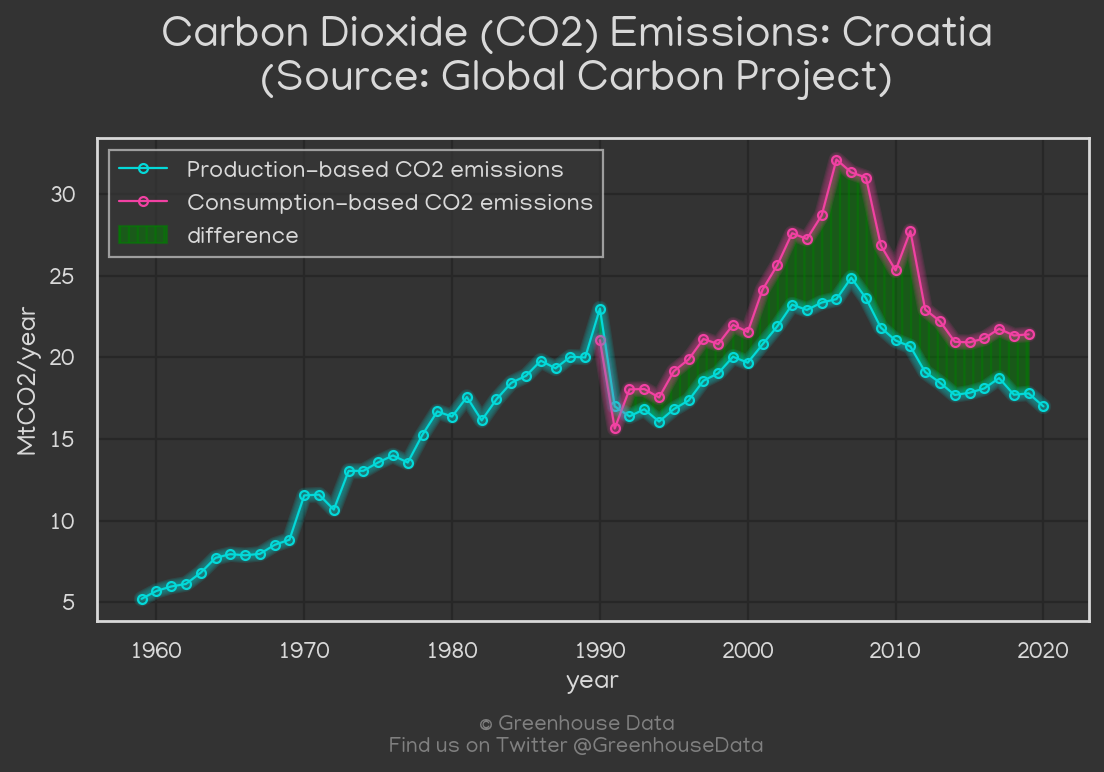 Carbon Dioxide (CO2) Emissions: Croatia
(Source: Global Carbon Project)
Production-based CO2 emissions
Consumption-based CO2 emissions
difference
30
25
20
15
10
5
MtCO2/year
1960 1970 1980 1990 2000 2010 2020
year
© Greenhouse Data
Find us on Twitter @GreenhouseData